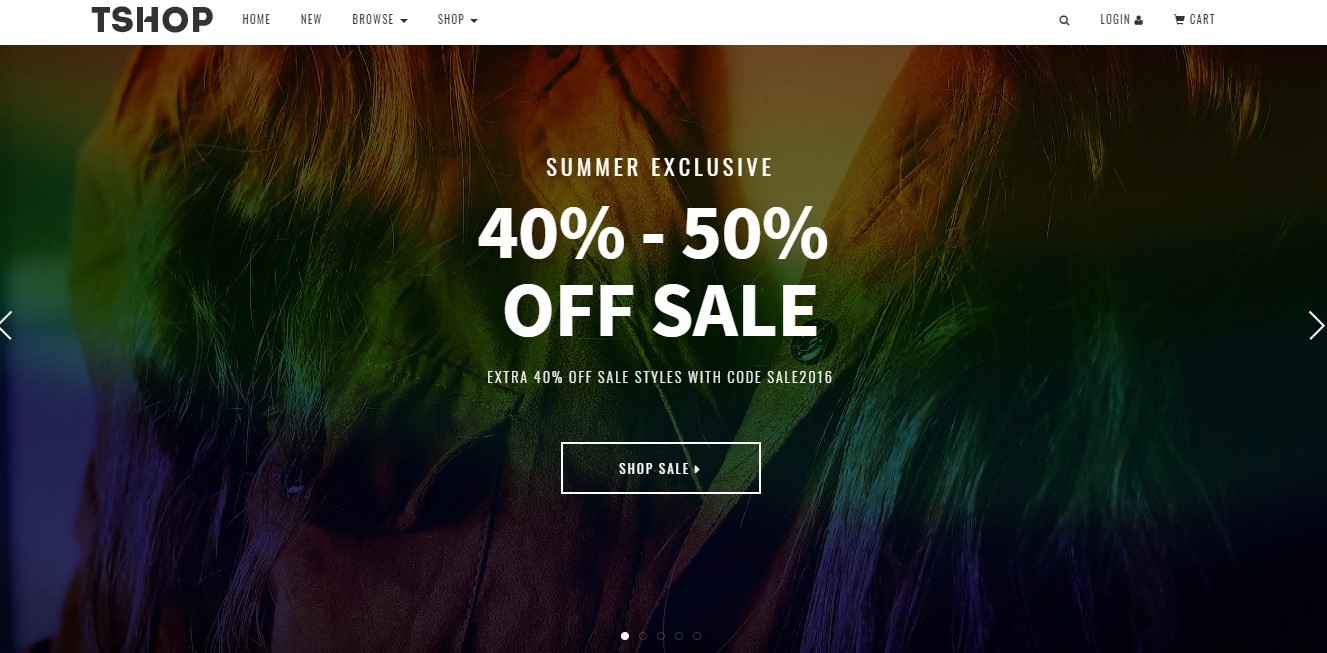 TSHOP HOME NEW BROWSE SHOP LOGIN CART
SUMMER EXCLUSIVE
40% - 50%
OFF SALE
EXTRA 40% OFF SALE STYLES WITH CODE SALE2016
SHOP SALE